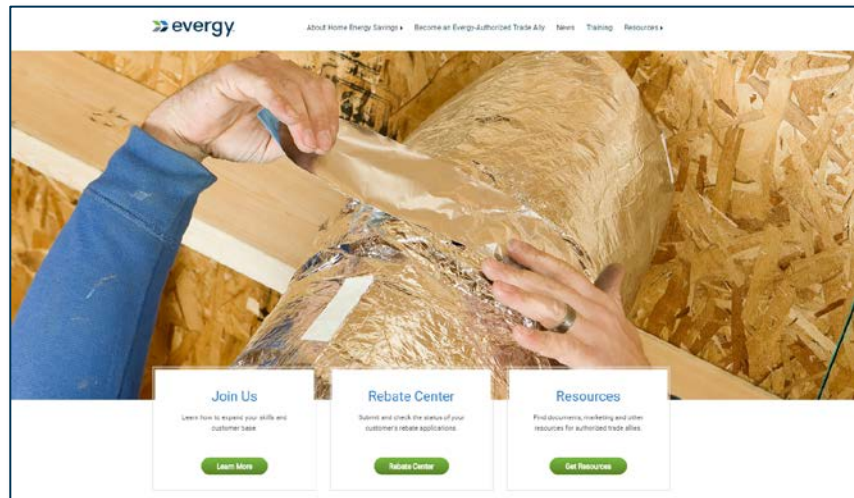 evergy
About Home Energy Savings ▸ Become an Evergy-Authorized Trade Ally News Training Resources ▸
Join Us
Learn how to expand your skills and
customer base.
Learn More
Rebate Center
Submit and check the status of your
customer's rebate applications.
Rebate Center
Resources
Find documents, marketing and other
resources for authorized trade allies.
Get Resources